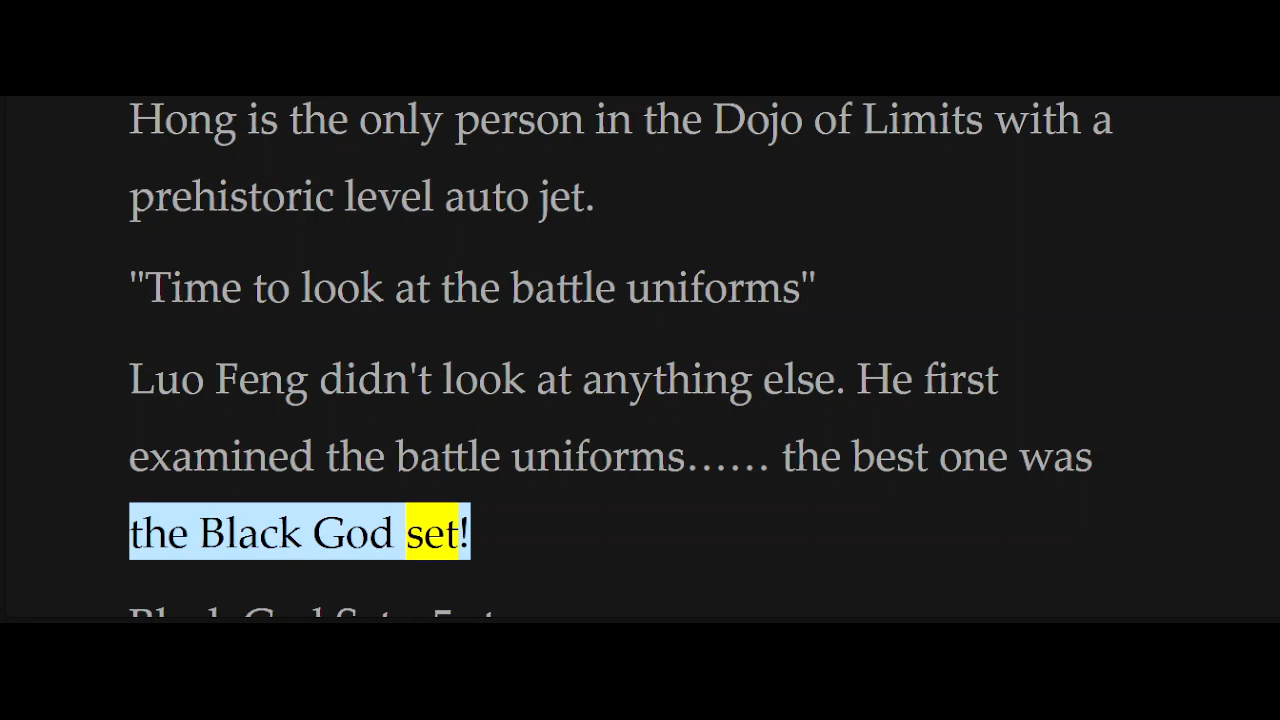 Hong is the only person in the Dojo of Limits with a
prehistoric level auto jet.
"Time to look at the battle uniforms"
Luo Feng didn't look at anything else. He first
examined the battle uniforms…… the best one was
the Black God set!